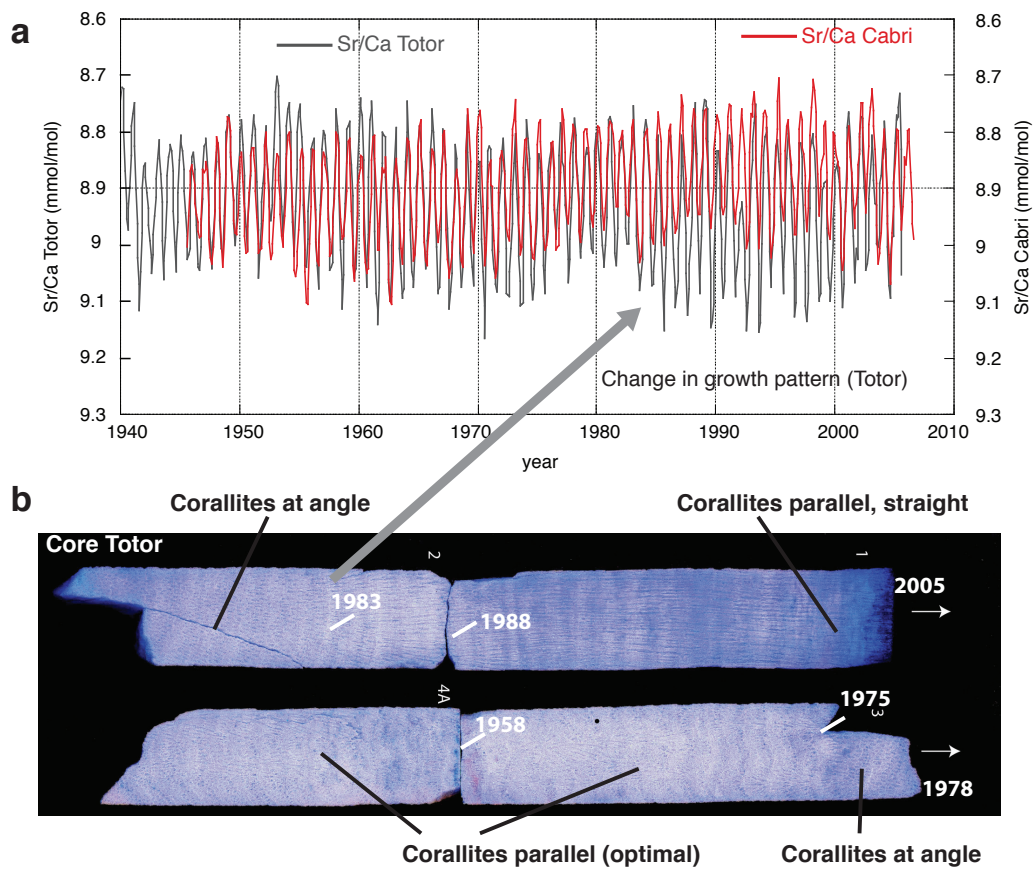 a
Sr/Ca Totor
Sr/Ca Cabri
8.6
8.7
8.8
8.9
9
9.1
9.2
9.3
Sr/Ca Totor (mmol/mol)
8.6
8.7
8.8
8.9
9
9.1
9.2
9.3
Sr/Ca Cabri (mmol/mol)
Change in growth pattern (Totor)
1940 1950 1960 1970 1980 1990 2000 2010
year
b
Corallites at angle
Corallites parallel, straight
Core Totor
2
1
2005
1983
1988
4A
1975
3
1958
1978
Corallites parallel (optimal)
Corallites at angle